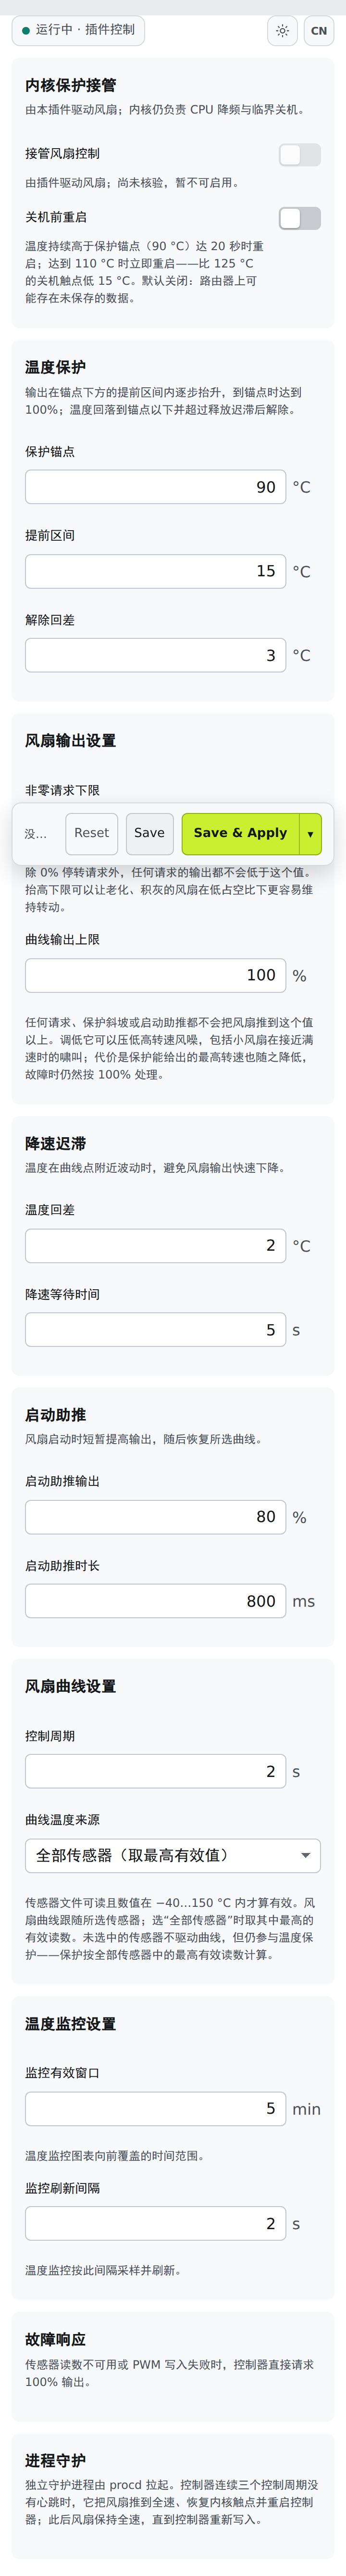 运行中 · 插件控制
CN
内核保护接管
由本插件驱动风扇；内核仍负责 CPU 降频与临界关机。
接管风扇控制
由插件驱动风扇；尚未核验，暂不可启用。
关机前重启
温度持续高于保护锚点（90 °C）达 20 秒时重
启；达到 110 °C 时立即重启——比 125 °C
的关机触点低 15 °C。默认关闭：路由器上可
能存在未保存的数据。
温度保护
输出在锚点下方的提前区间内逐步抬升，到锚点时达到
100%；温度回落到锚点以下并超过释放迟滞后解除。
保护锚点
90 °C
提前区间
15 °C
解除回差
3 °C
风扇输出设置
非零请求下限
没…
Reset
Save
Save & Apply
▾
除 0% 停转请求外，任何请求的输出都不会低于这个值。
抬高下限可以让老化、积灰的风扇在低占空比下更容易维
持转动。
曲线输出上限
100 %
任何请求、保护斜坡或启动助推都不会把风扇推到这个值
以上。调低它可以压低高转速风噪，包括小风扇在接近满
速时的啸叫；代价是保护能给出的最高转速也随之降低，
故障时仍然按 100% 处理。
降速迟滞
温度在曲线点附近波动时，避免风扇输出快速下降。
温度回差
2 °C
降速等待时间
5 s
启动助推
风扇启动时短暂提高输出，随后恢复所选曲线。
启动助推输出
80 %
启动助推时长
800 ms
风扇曲线设置
控制周期
2 s
曲线温度来源
全部传感器（取最高有效值）
传感器文件可读且数值在 −40…150 °C 内才算有效。风
扇曲线跟随所选传感器；选“全部传感器”时取其中最高的
有效读数。未选中的传感器不驱动曲线，但仍参与温度保
护——保护按全部传感器中的最高有效读数计算。
温度监控设置
监控有效窗口
5 min
温度监控图表向前覆盖的时间范围。
监控刷新间隔
2 s
温度监控按此间隔采样并刷新。
故障响应
传感器读数不可用或 PWM 写入失败时，控制器直接请求
100% 输出。
进程守护
独立守护进程由 procd 拉起。控制器连续三个控制周期没
有心跳时，它把风扇推到全速、恢复内核触点并重启控制
器；此后风扇保持全速，直到控制器重新写入。